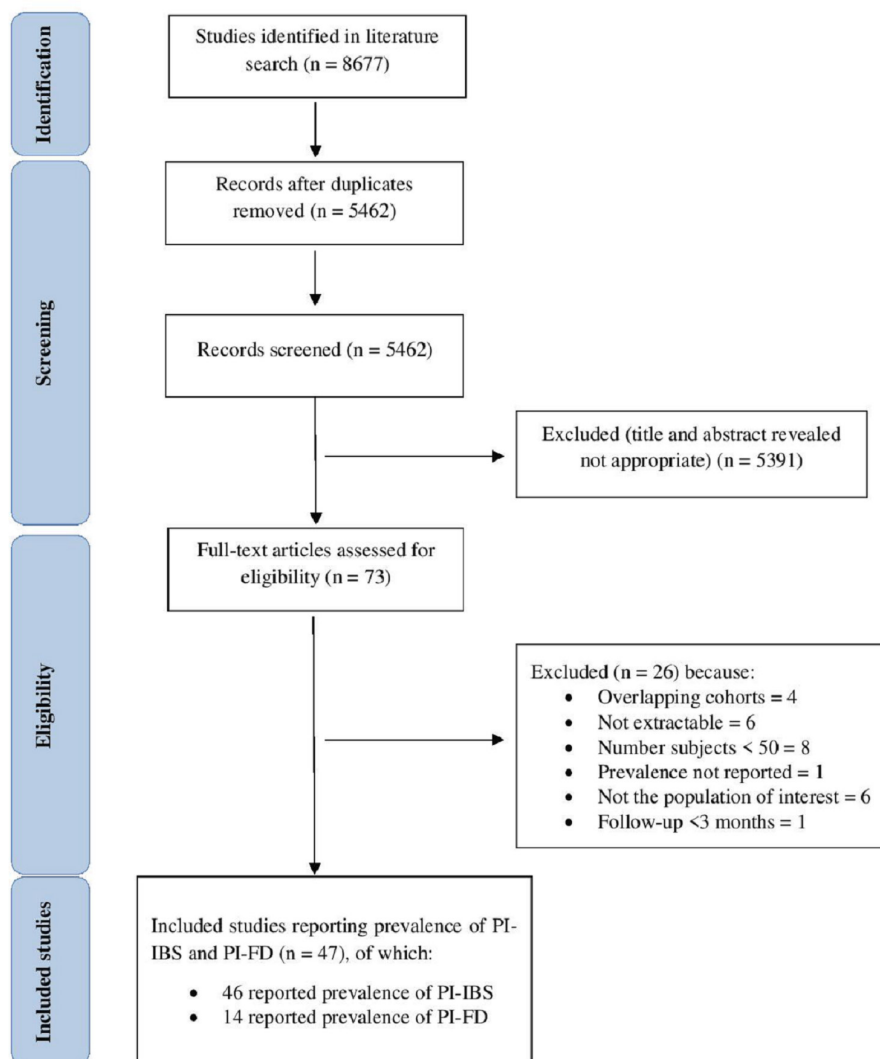 Identification
Studies identified in literature
search (n = 8677)
Screening
Records after duplicates
removed (n = 5462)
Records screened (n = 5462)
Excluded (title and abstract revealed
not appropriate) (n = 5391)
Eligibility
Full-text articles assessed for
eligibility (n = 73)
Excluded (n = 26) because:
• Overlapping cohorts = 4
• Not extractable = 6
• Number subjects < 50 = 8
• Prevalence not reported = 1
• Not the population of interest = 6
• Follow-up <3 months = 1
Included studies
Included studies reporting prevalence of PI-
IBS and PI-FD (n = 47), of which:
• 46 reported prevalence of PI-IBS
• 14 reported prevalence of PI-FD